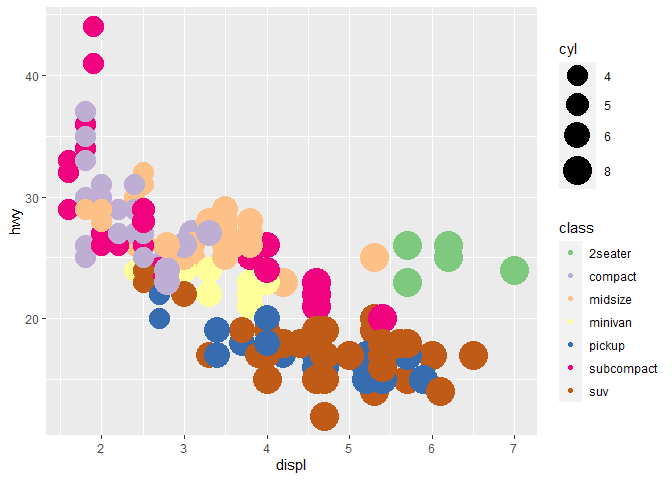 40
30
20
hwy
2 3 4 5 6 7
displ
cyl
4
5
6
8
class
2seater
compact
midsize
minivan
pickup
subcompact
suv